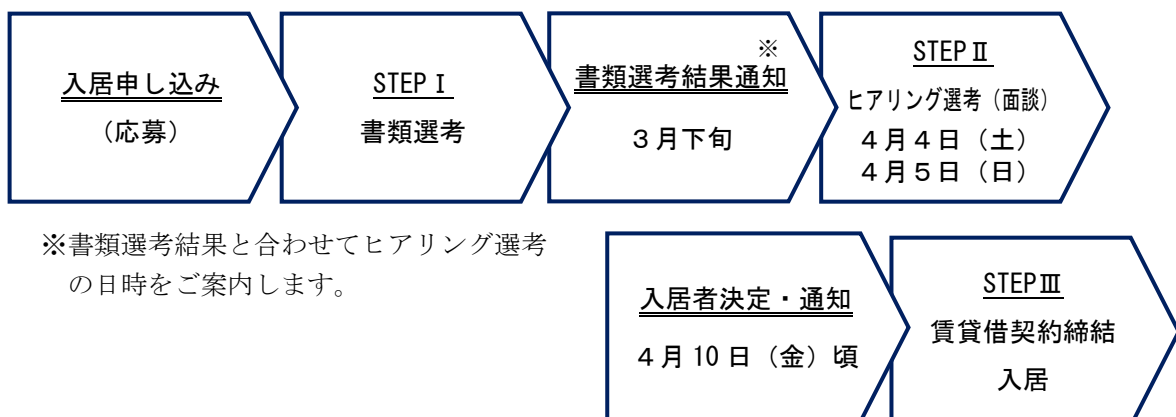 入居申し込み
（応募）
STEPⅠ
書類選考
※
書類選考結果通知
３月下旬
STEPⅡ
ヒアリング選考（面談）
４月４日（土）
４月５日（日）
※書類選考結果と合わせてヒアリング選考
の日時をご案内します。
入居者決定・通知
４月10日（金）頃
STEPⅢ
賃貸借契約締結
入居